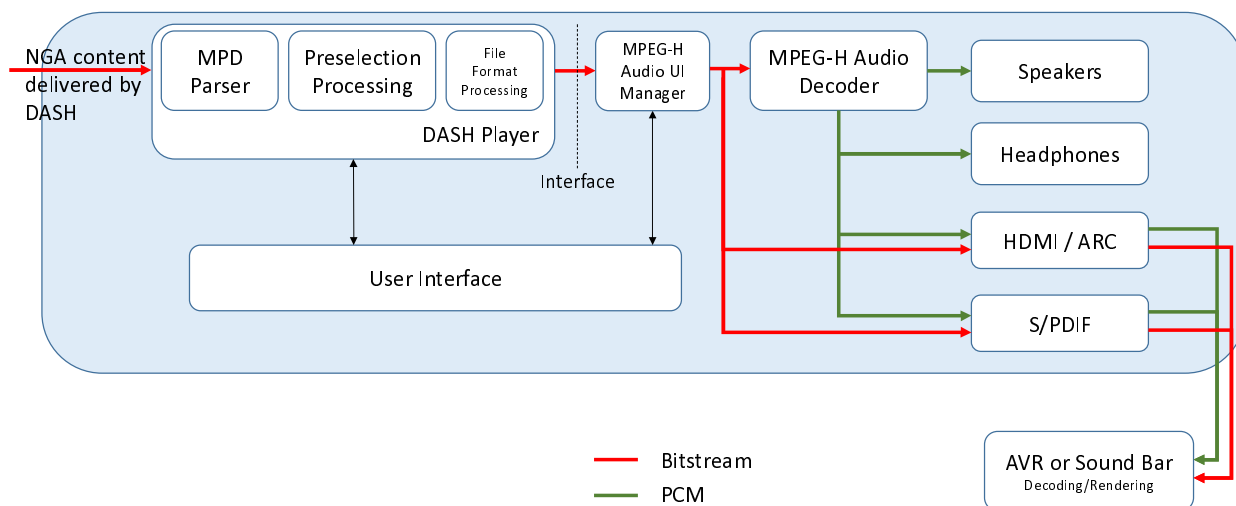 NGA content
delivered by
DASH
MPD
Parser
Preselection
Processing
File
Format
Processing
DASH Player
Interface
MPEG-H
Audio UI
Manager
MPEG-H Audio
Decoder
Speakers
Headphones
HDMI / ARC
S/PDIF
User Interface
AVR or Sound Bar
Decoding/Rendering
Bitstream
PCM